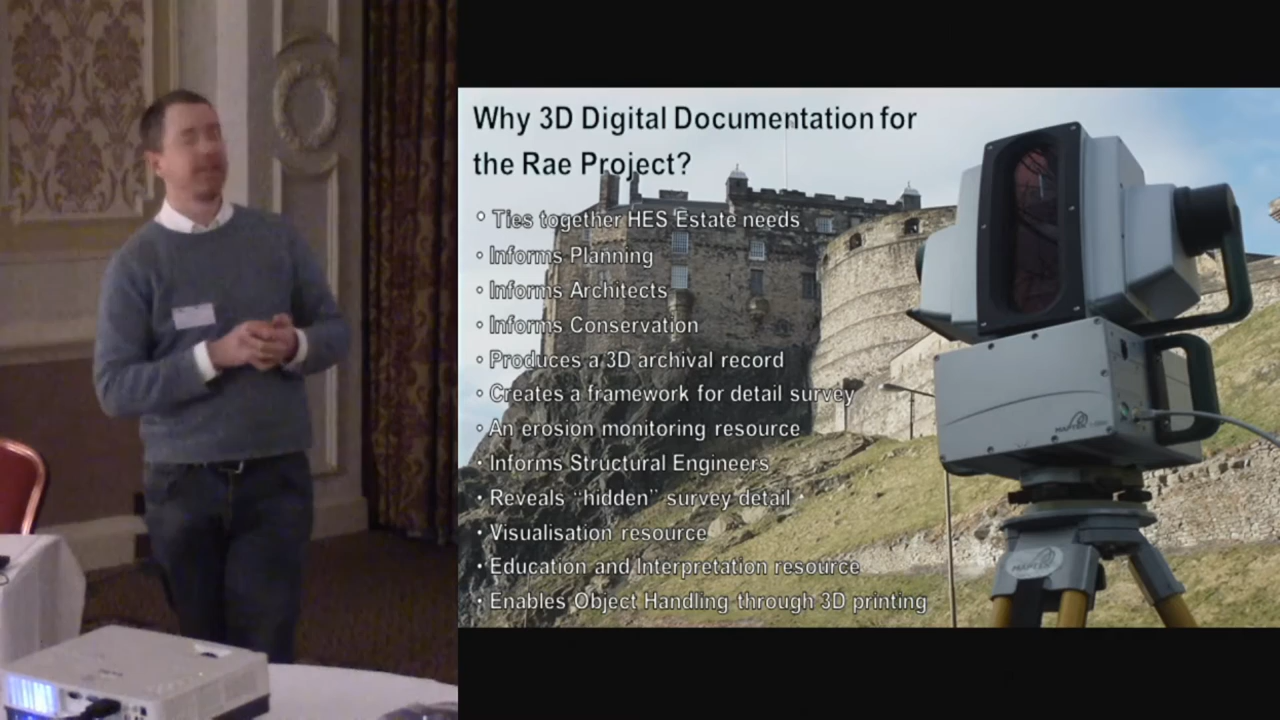 Why 3D Digital Documentation for
the Rae Project?
• Ties together HES Estate needs
• Informs Planning
• Informs Architects
• Informs Conservation
• Produces a 3D archival record
• Creates a framework for detail survey
• An erosion monitoring resource
• Informs Structural Engineers
• Reveals “hidden” survey detail •
• Visualisation resource
• Education and Interpretation resource
• Enables Object Handling through 3D printing
MAPTEK
MAPTEK